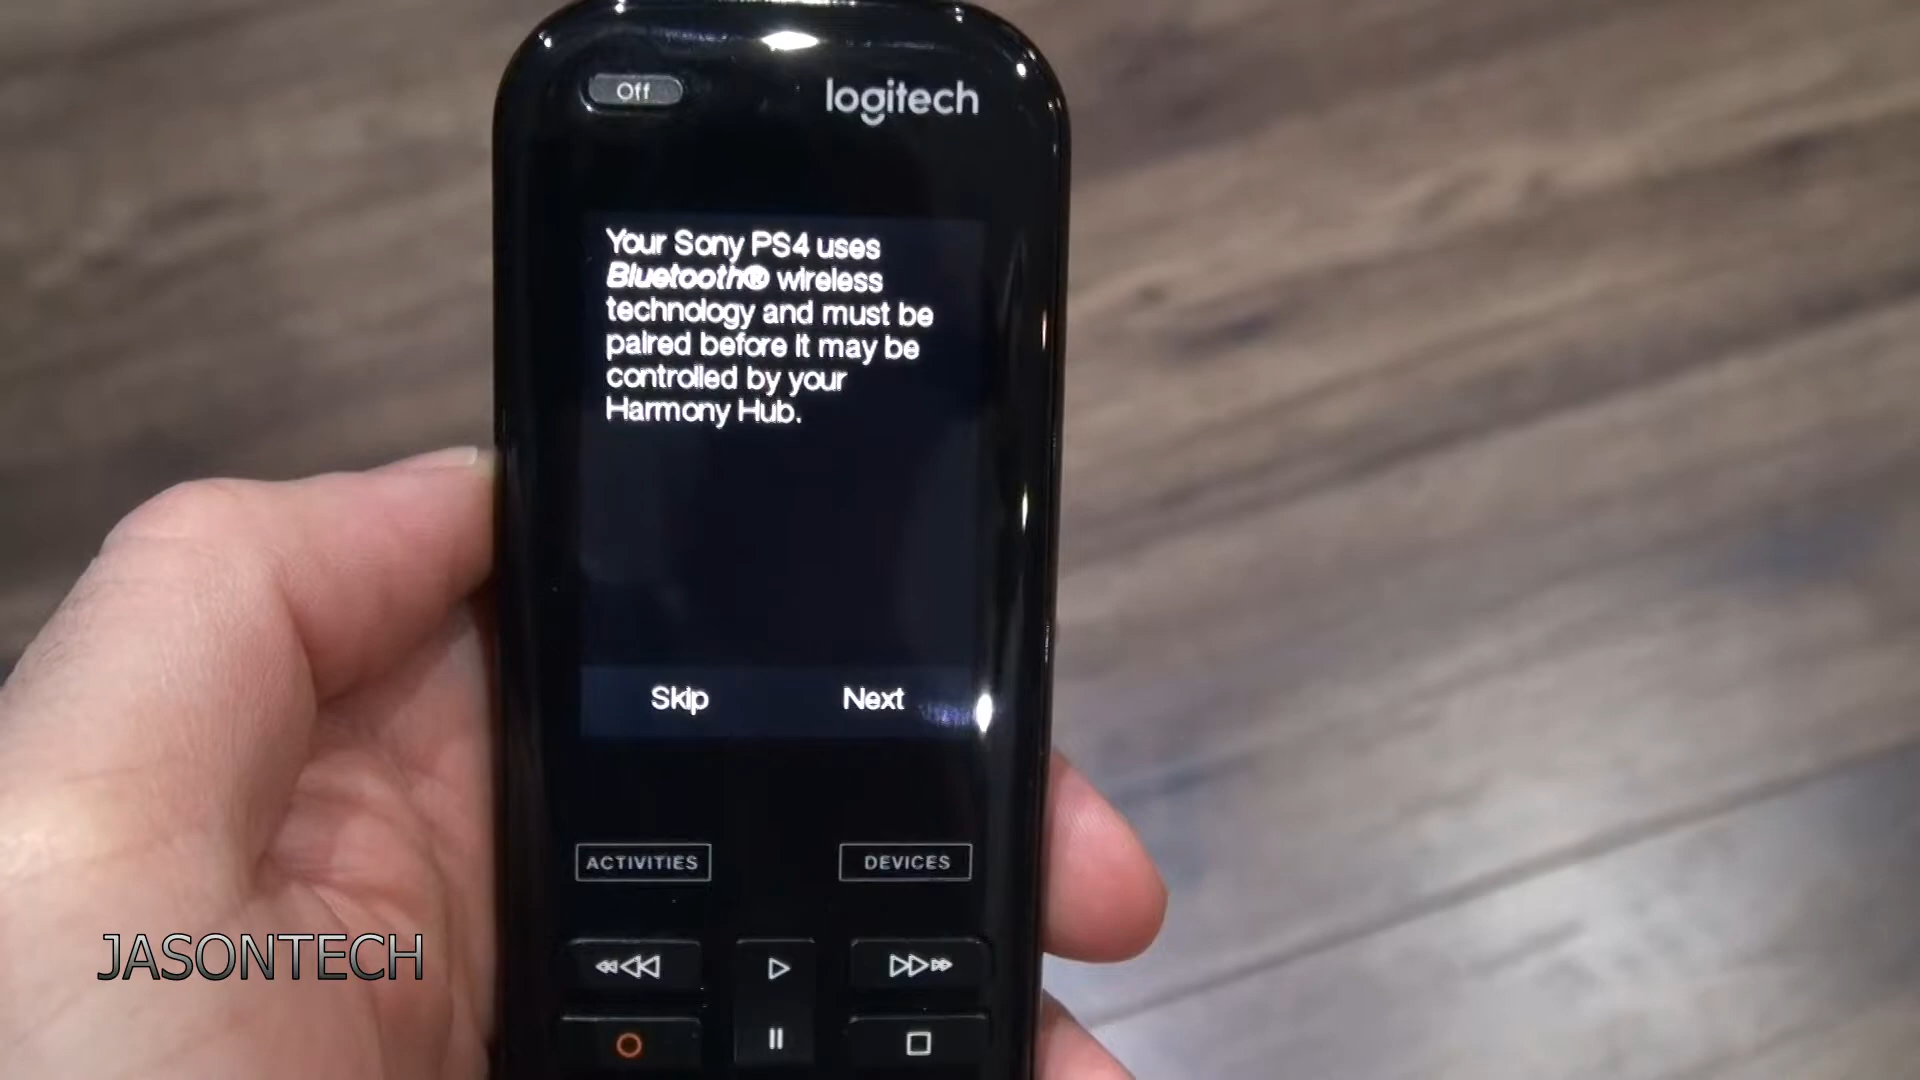 Off
logitech
Your Sony PS4 uses
Bluetooth® wireless
technology and must be
paired before it may be
controlled by your
Harmony Hub.
Skip Next
ACTIVITIES DEVICES
JASONTECH